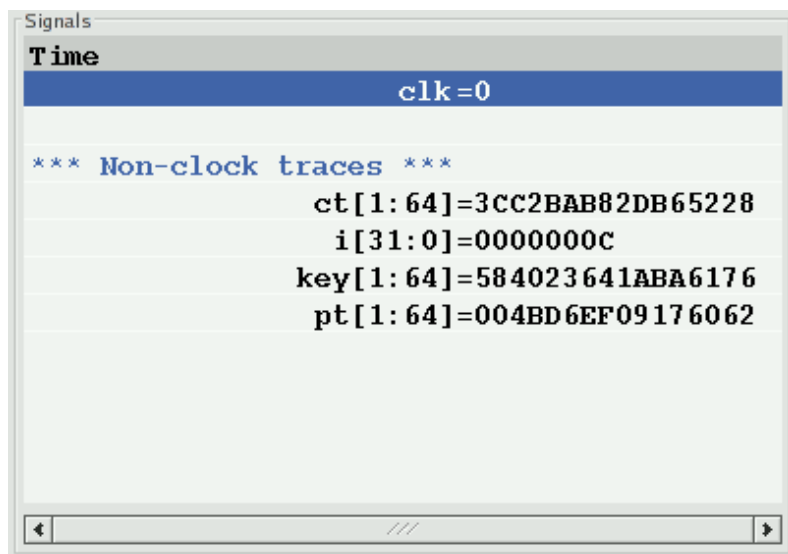 Signals
Time
clk=0
*** Non-clock traces ***
ct[1:64]=3CC2BAB82DB65228
i[31:0]=0000000C
key[1:64]=584023641ABA6176
pt[1:64]=004BD6EF09176062